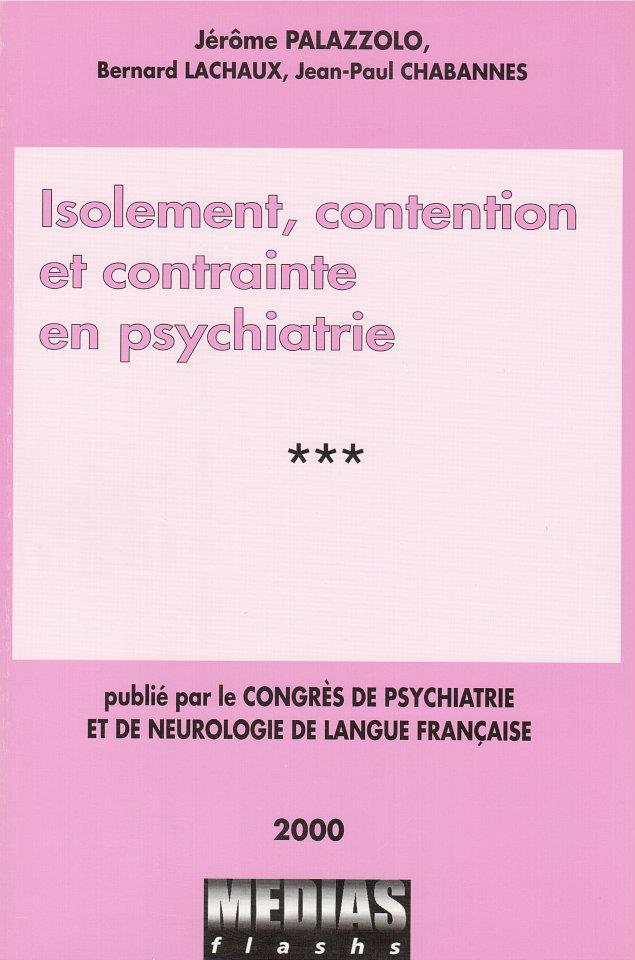 Jérôme PALAZZOLO,
Bernard LACHAUX, Jean-Paul CHABANNES
Isolement, contention
et contrainte
en psychiatrie
***
publié par le CONGRÈS DE PSYCHIATRIE
ET DE NEUROLOGIE DE LANGUE FRANÇAISE
2000
MEDIAS
flashs